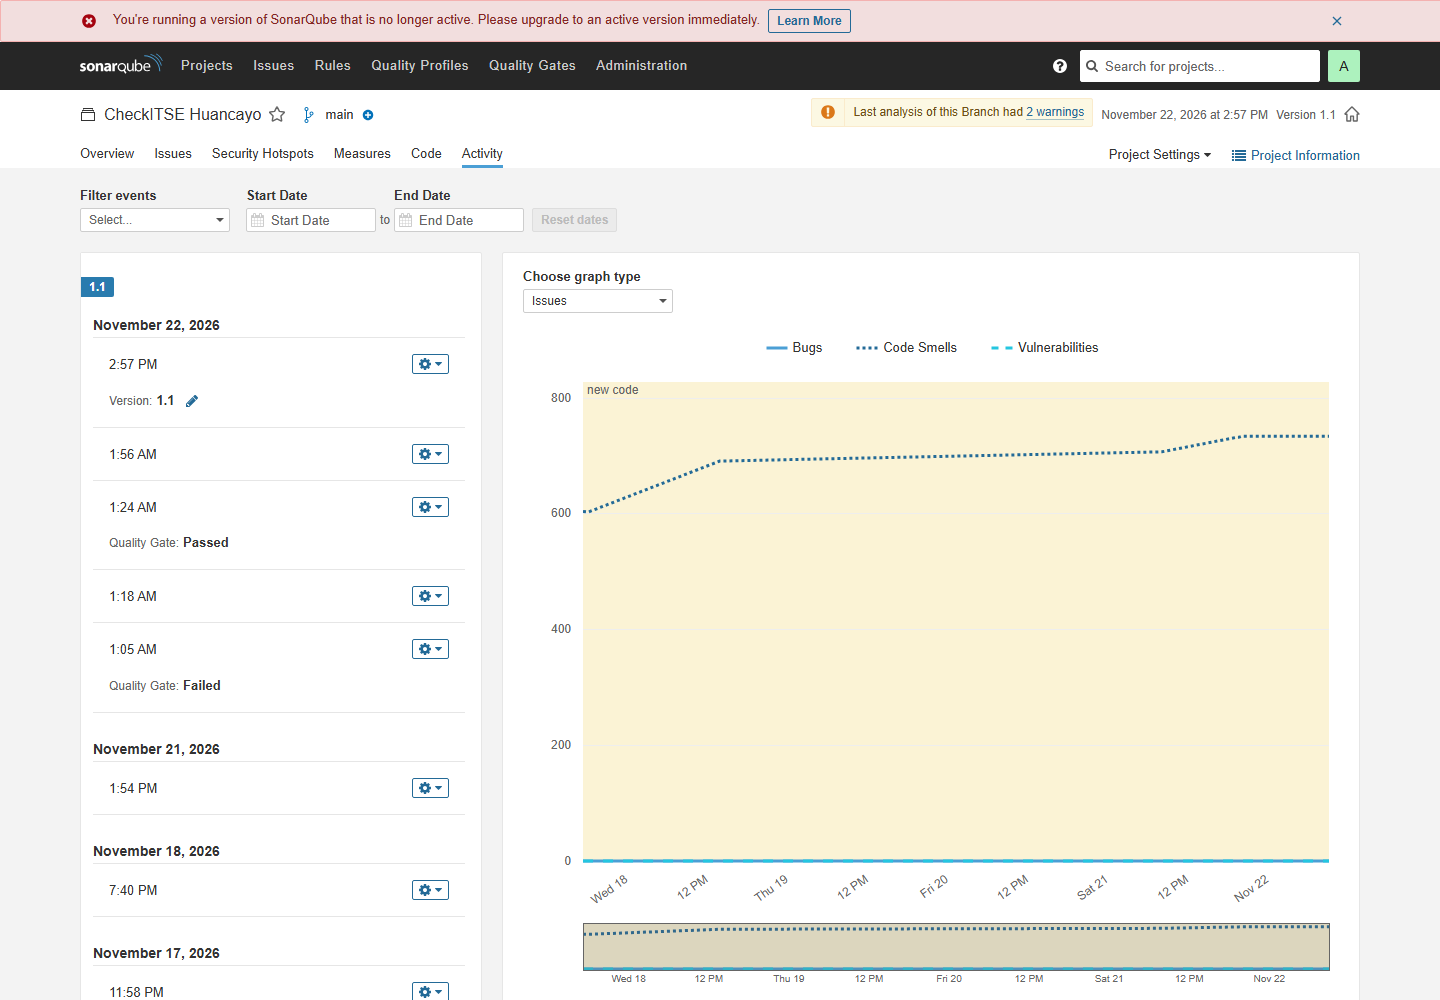 You're running a version of SonarQube that is no longer active. Please upgrade to an active version immediately. Learn More
sonarqube Projects Issues Rules Quality Profiles Quality Gates Administration Search for projects... A
CheckITSE Huancayo main Last analysis of this Branch had 2 warnings November 22, 2026 at 2:57 PM Version 1.1
Overview Issues Security Hotspots Measures Code Activity Project Settings Project Information
Filter events Start Date End Date
Select... Start Date to End Date Reset dates
1.1
November 22, 2026
2:57 PM
Version: 1.1
1:56 AM
1:24 AM
Quality Gate: Passed
1:18 AM
1:05 AM
Quality Gate: Failed
November 21, 2026
1:54 PM
November 18, 2026
7:40 PM
November 17, 2026
11:58 PM
Choose graph type
Issues
Bugs Code Smells Vulnerabilities
new code
800
600
400
200
0
Wed 18 12 PM Thu 19 12 PM Fri 20 12 PM Sat 21 12 PM Nov 22
Wed 18 12 PM Thu 19 12 PM Fri 20 12 PM Sat 21 12 PM Nov 22